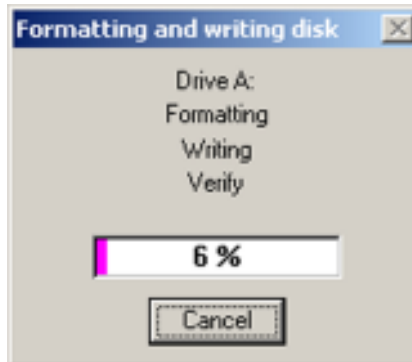 Formatting and writing disk
Drive A:
Formatting
Writing
Verify
6 %
Cancel